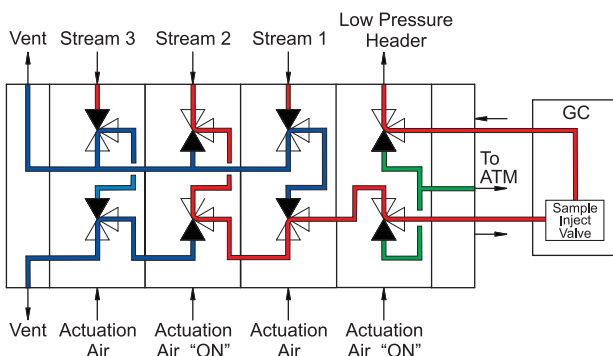 Vent
Stream 3
Stream 2
Stream 1
Low Pressure
Header
GC
To
ATM
Sample
Inject
Valve
Vent
Actuation
Air
Actuation
Air "ON"
Actuation
Air
Actuation
Air "ON"